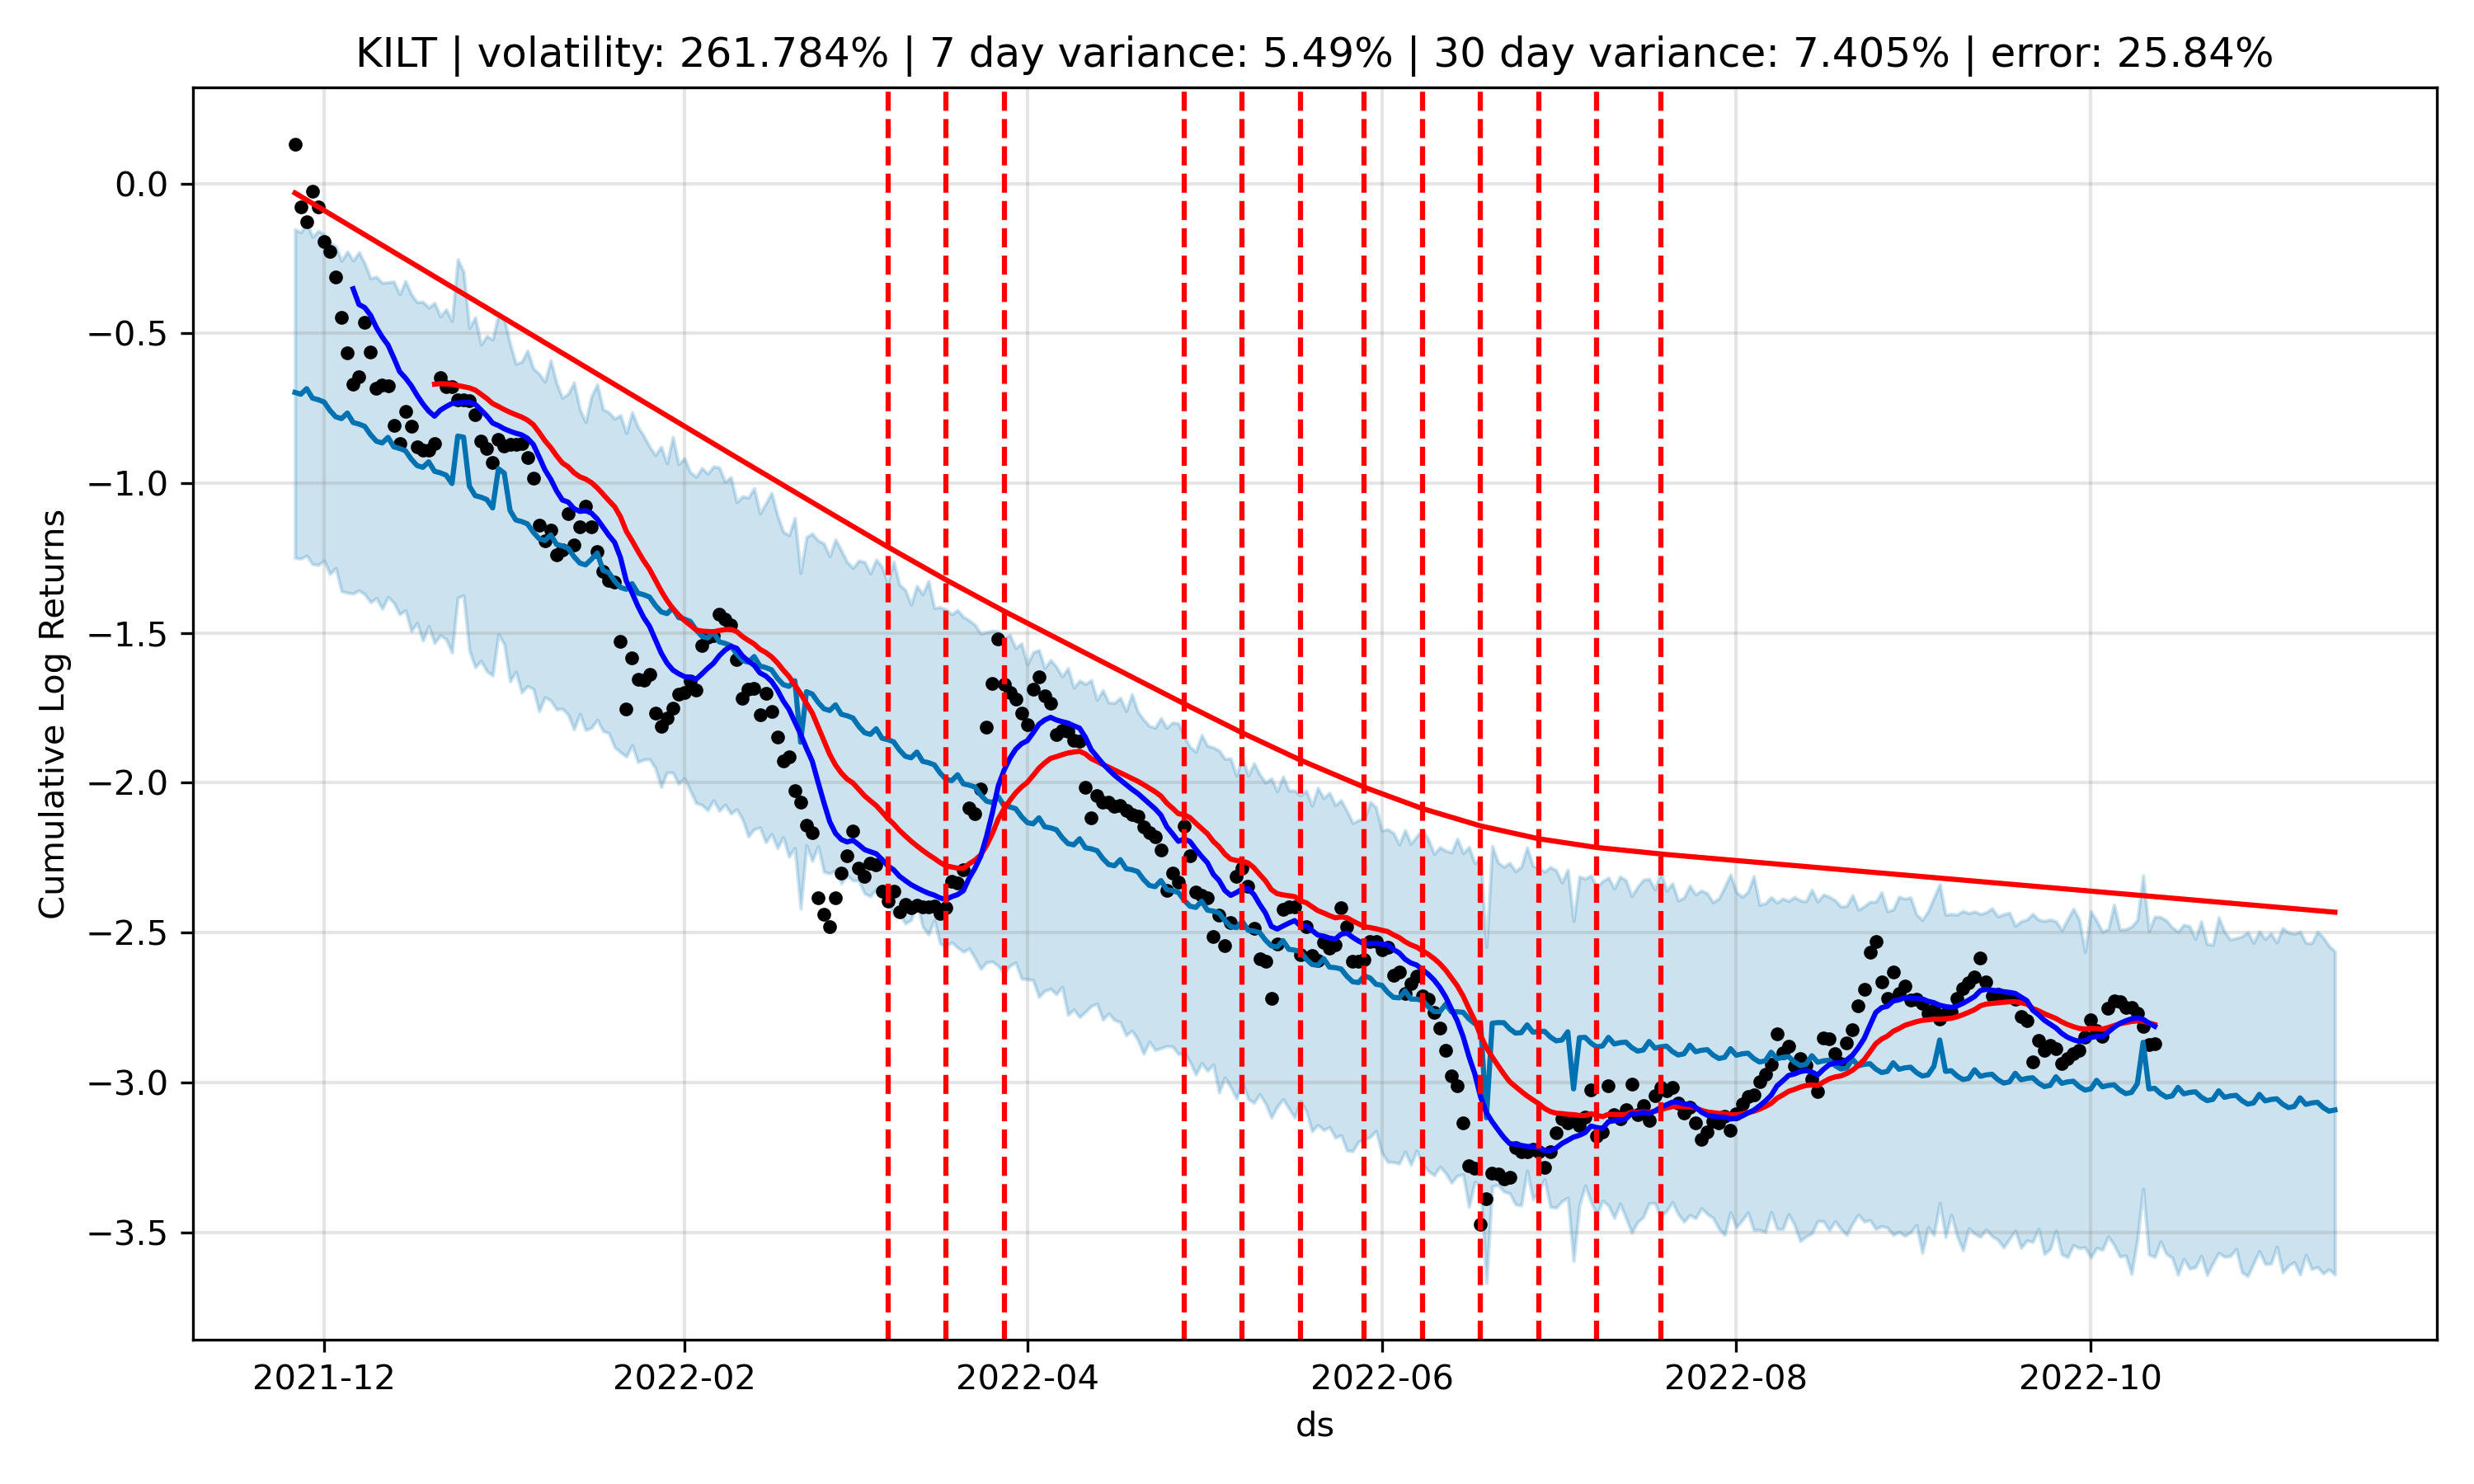 KILT | volatility: 261.784% | 7 day variance: 5.49% | 30 day variance: 7.405% | error: 25.84%
Cumulative Log Returns
0.0
−0.5
−1.0
−1.5
−2.0
−2.5
−3.0
−3.5
2021-12 2022-02 2022-04 2022-06 2022-08 2022-10
ds